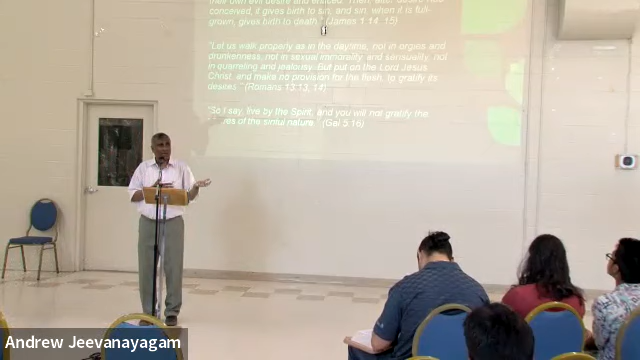 their own evil desire and enticed. Then, after desire has
conceived, it gives birth to sin; and sin, when it is full-
grown, gives birth to death." (James 1:14, 15)
"Let us walk properly as in the daytime, not in orgies and
drunkenness, not in sexual immorality and sensuality, not
in quarreling and jealousy. But put on the Lord Jesus
Christ, and make no provision for the flesh, to gratify its
desires." (Romans 13:13, 14)
"So I say, live by the Spirit, and you will not gratify the
desires of the sinful nature." (Gal 5:16)
Andrew Jeevanayagam